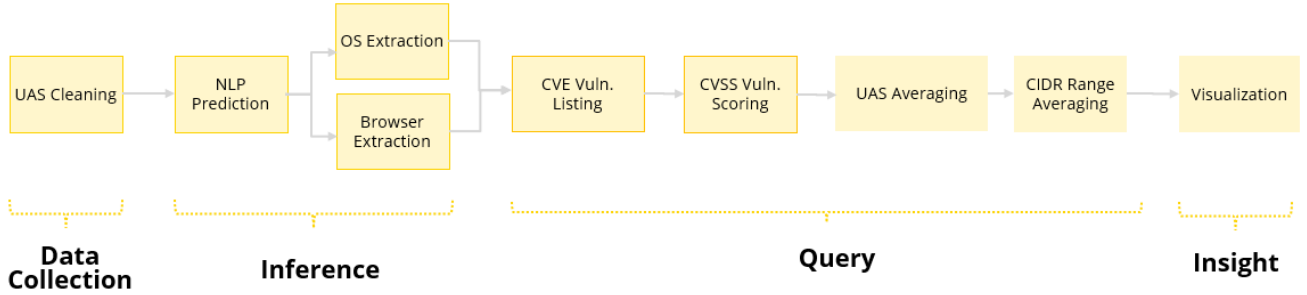 UAS Cleaning
NLP
Prediction
OS Extraction
Browser
Extraction
CVE Vuln.
Listing
CVSS Vuln.
Scoring
UAS Averaging
CIDR Range
Averaging
Visualization
Data
Collection
Inference
Query
Insight